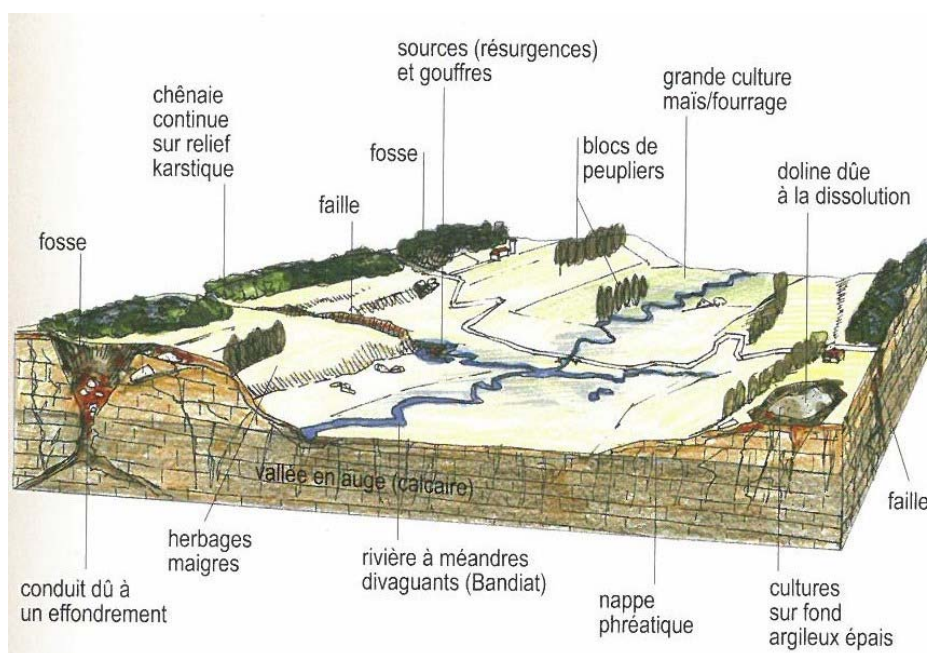 sources (résurgences)
et gouffres
grande culture
maïs/fourrage
chênaie
continue
sur relief
karstique
fosse
blocs de
peupliers
doline dûe
à la dissolution
faille
fosse
vallée en auge (calcaire)
faille
herbages
maigres
rivière à méandres
divaguants (Bandiat)
conduit dû à
un effondrement
nappe
phréatique
cultures
sur fond
argileux épais